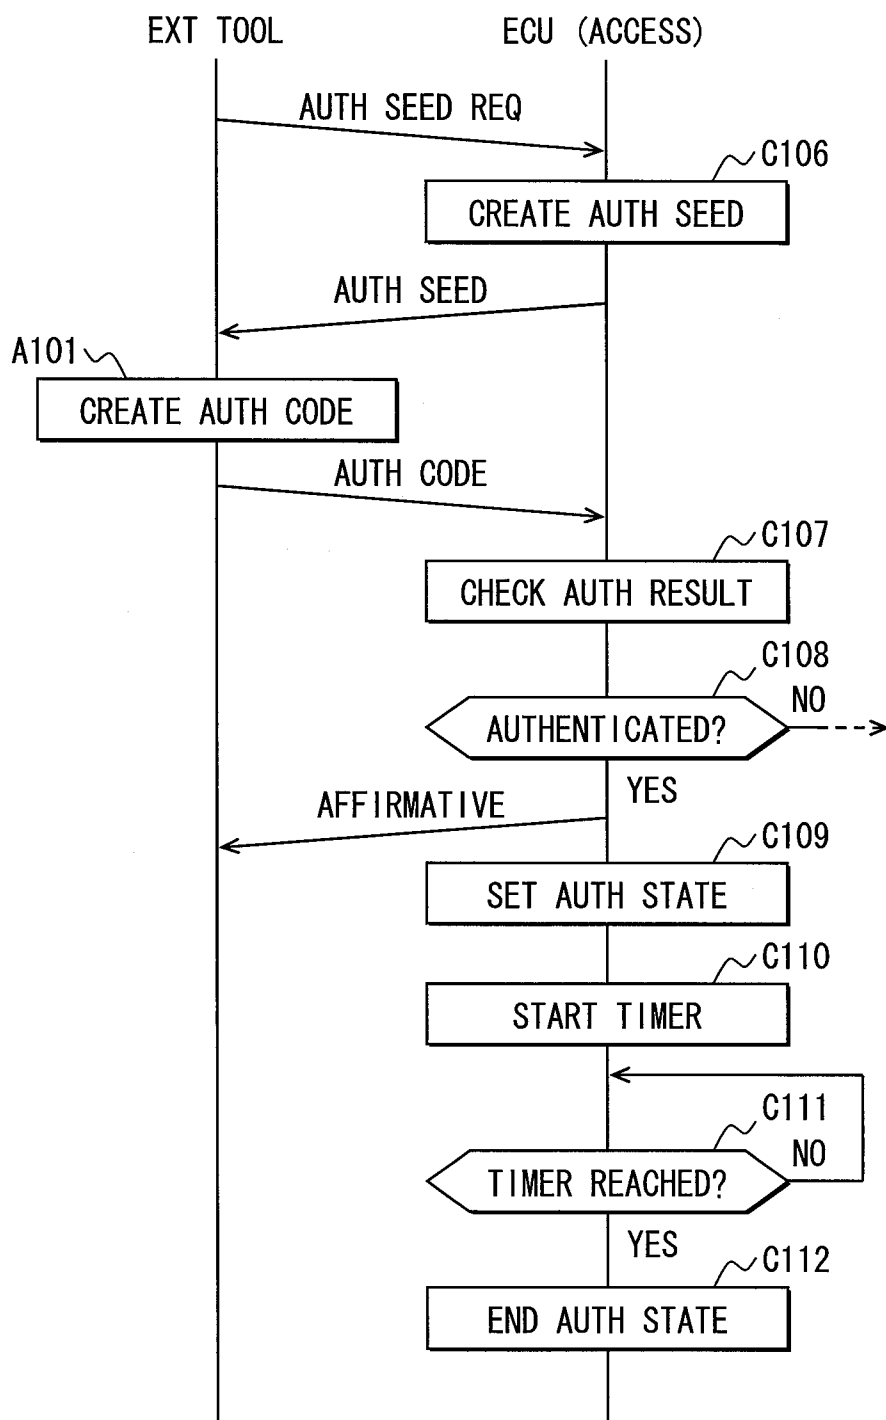 EXT TOOL
ECU (ACCESS)
AUTH SEED REQ
C106
CREATE AUTH SEED
AUTH SEED
A101
CREATE AUTH CODE
AUTH CODE
C107
CHECK AUTH RESULT
C108
NO
AUTHENTICATED?
YES
AFFIRMATIVE
C109
SET AUTH STATE
C110
START TIMER
C111
NO
TIMER REACHED?
YES
C112
END AUTH STATE